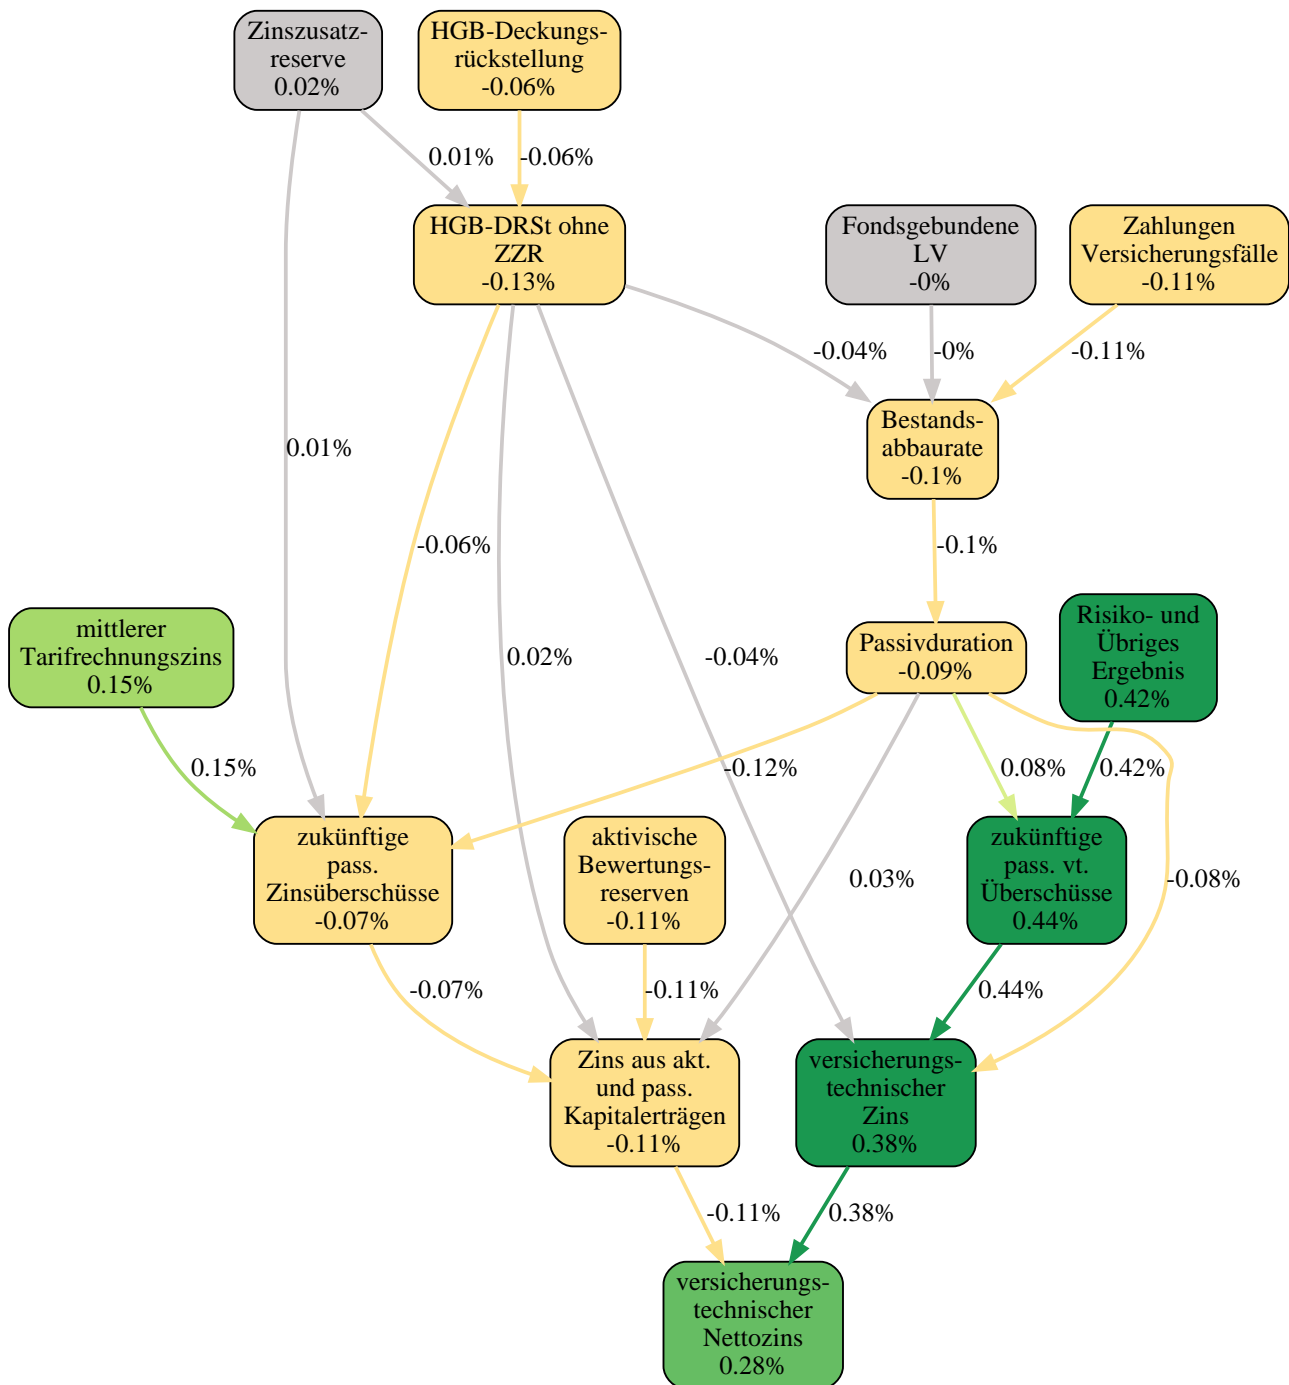 Zinszusatz-
reserve
0.02%
HGB-Deckungs-
rückstellung
-0.06%
0.01%
-0.06%
HGB-DRSt ohne
ZZR
-0.13%
Fondsgebundene
LV
-0%
Zahlungen
Versicherungsfälle
-0.11%
-0.04%
-0%
-0.11%
Bestands-
abbaurate
-0.1%
0.01%
-0.06%
-0.1%
mittlerer
Tarifrechnungszins
0.15%
0.02%
-0.04%
Passivduration
-0.09%
Risiko- und
Übriges
Ergebnis
0.42%
0.15%
-0.12%
0.08%
0.42%
zukünftige
pass.
Zinsüberschüsse
-0.07%
aktivische
Bewertungs-
reserven
-0.11%
0.03%
zukünftige
pass. vt.
Überschüsse
0.44%
-0.08%
-0.07%
-0.11%
0.44%
Zins aus akt.
und pass.
Kapitalerträgen
-0.11%
versicherungs-
technischer
Zins
0.38%
-0.11%
0.38%
versicherungs-
technischer
Nettozins
0.28%